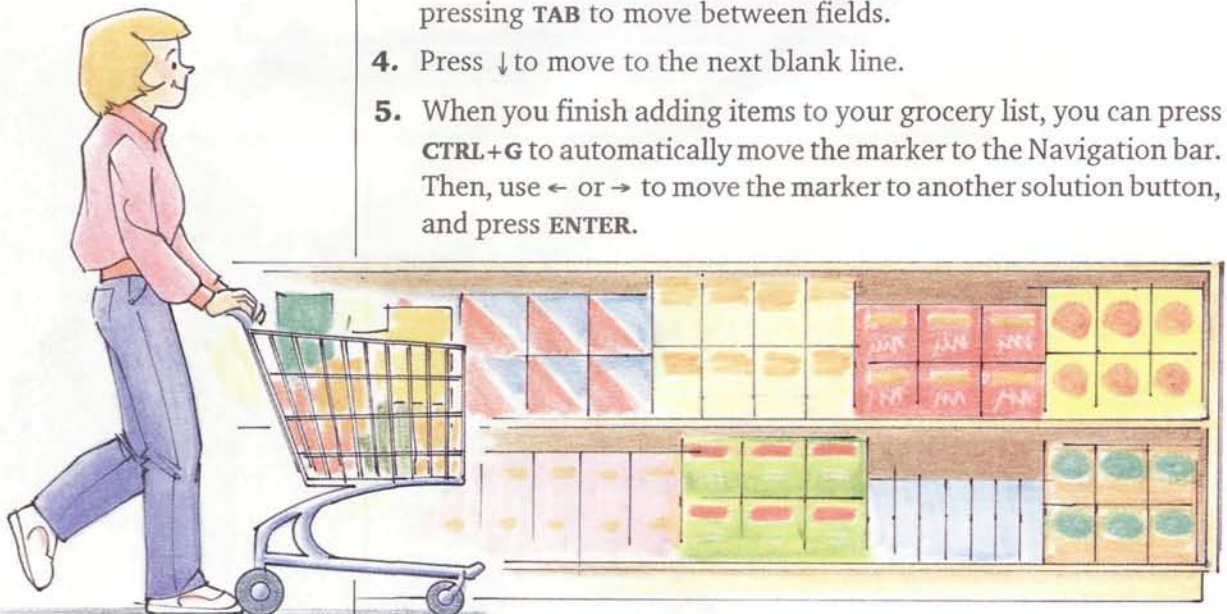 pressing TAB to move between fields.
4. Press ↓ to move to the next blank line.
5. When you finish adding items to your grocery list, you can press
CTRL+G to automatically move the marker to the Navigation bar.
Then, use ← or → to move the marker to another solution button,
and press ENTER.